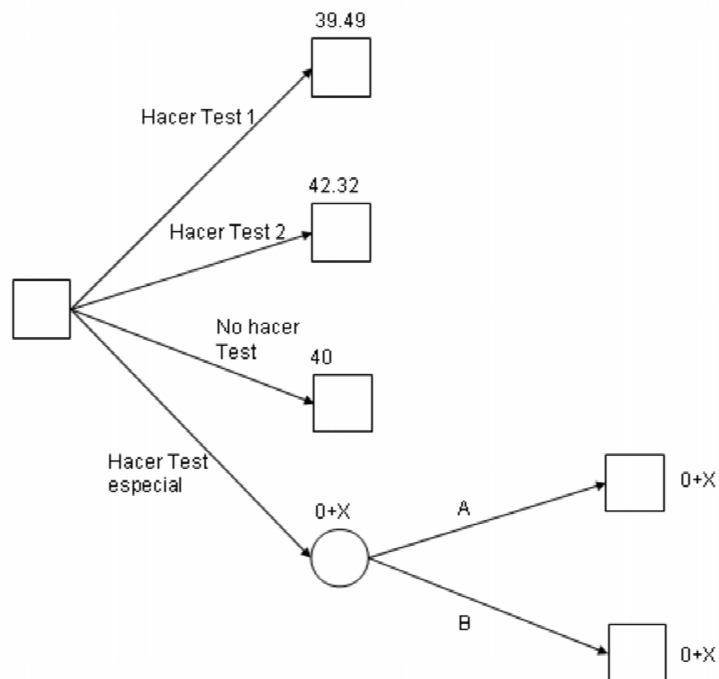 39.49
Hacer Test 1
42.32
Hacer Test 2
No hacer
Test
40
Hacer Test
especial
0+X
A
0+X
B
0+X